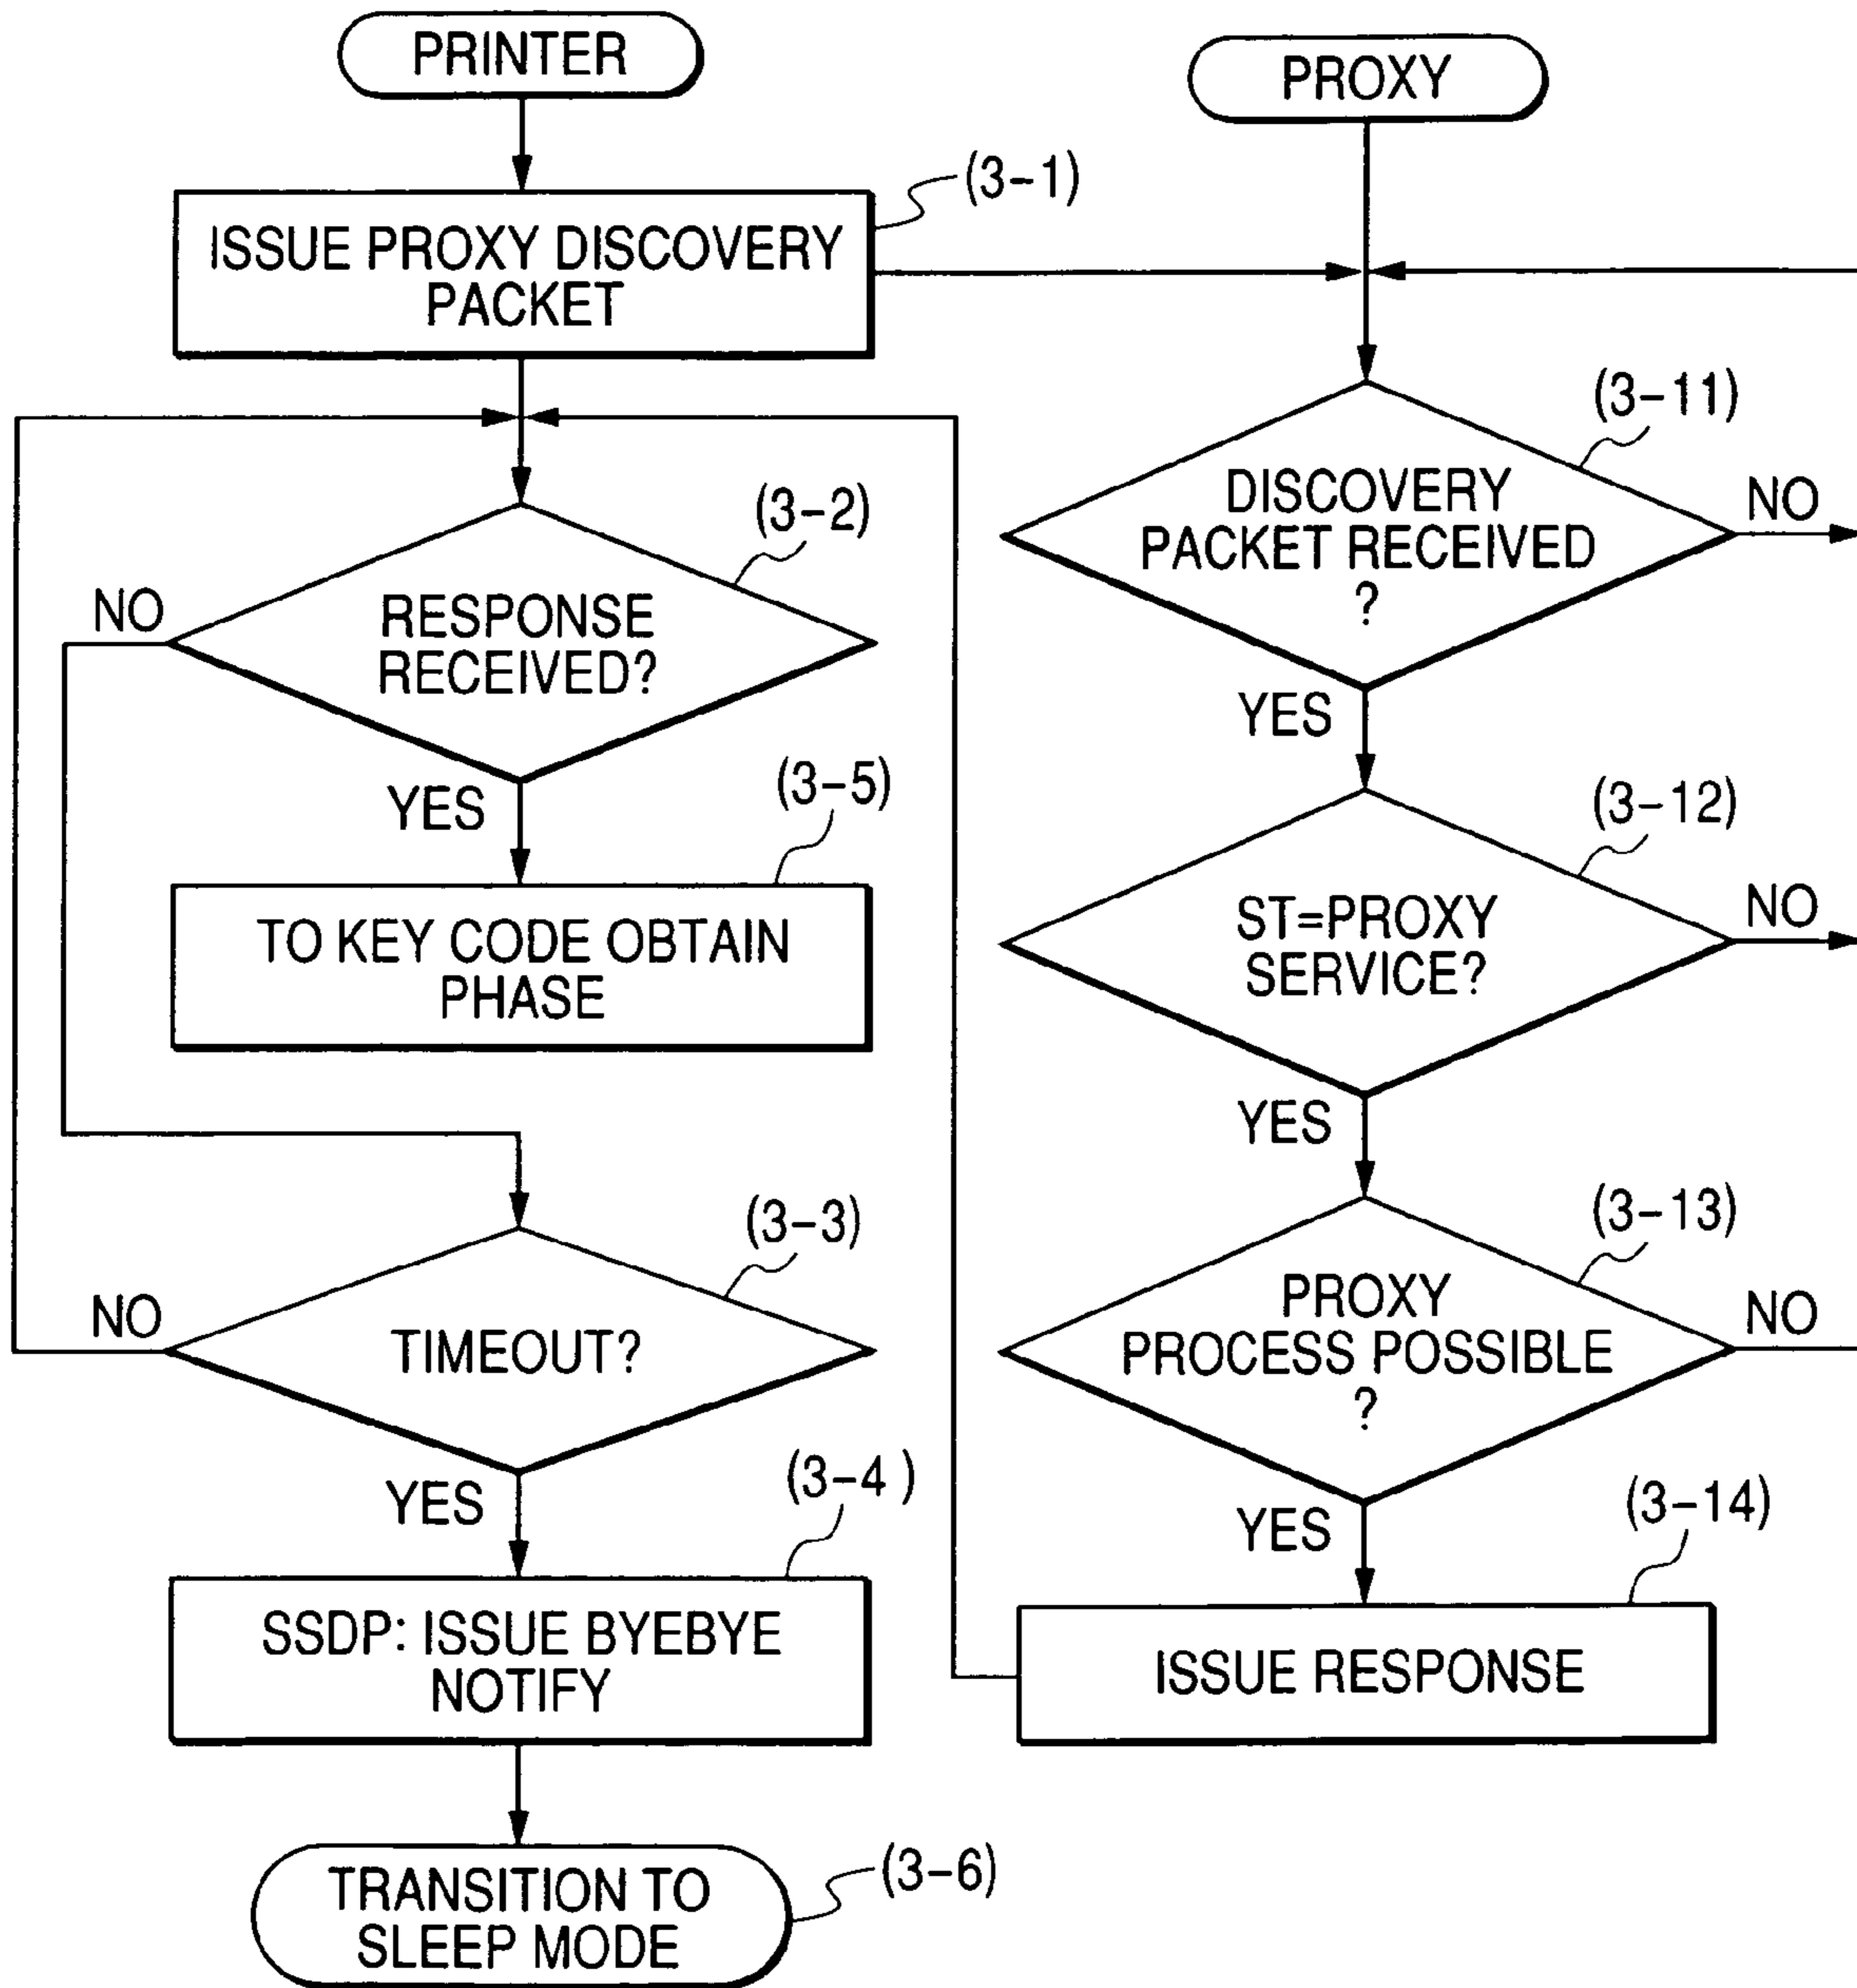 PRINTER
(3-1)
ISSUE PROXY DISCOVERY
PACKET
(3-2)
RESPONSE
RECEIVED?
NO
YES
(3-5)
TO KEY CODE OBTAIN
PHASE
(3-3)
TIMEOUT?
NO
YES
(3-4 )
SSDP: ISSUE BYEBYE
NOTIFY
TRANSITION TO
SLEEP MODE
(3-6)
PROXY
(3-11)
DISCOVERY
PACKET RECEIVED
?
NO
YES
(3-12)
ST=PROXY
SERVICE?
NO
YES
(3-13)
PROXY
PROCESS POSSIBLE
?
NO
YES
(3-14)
ISSUE RESPONSE